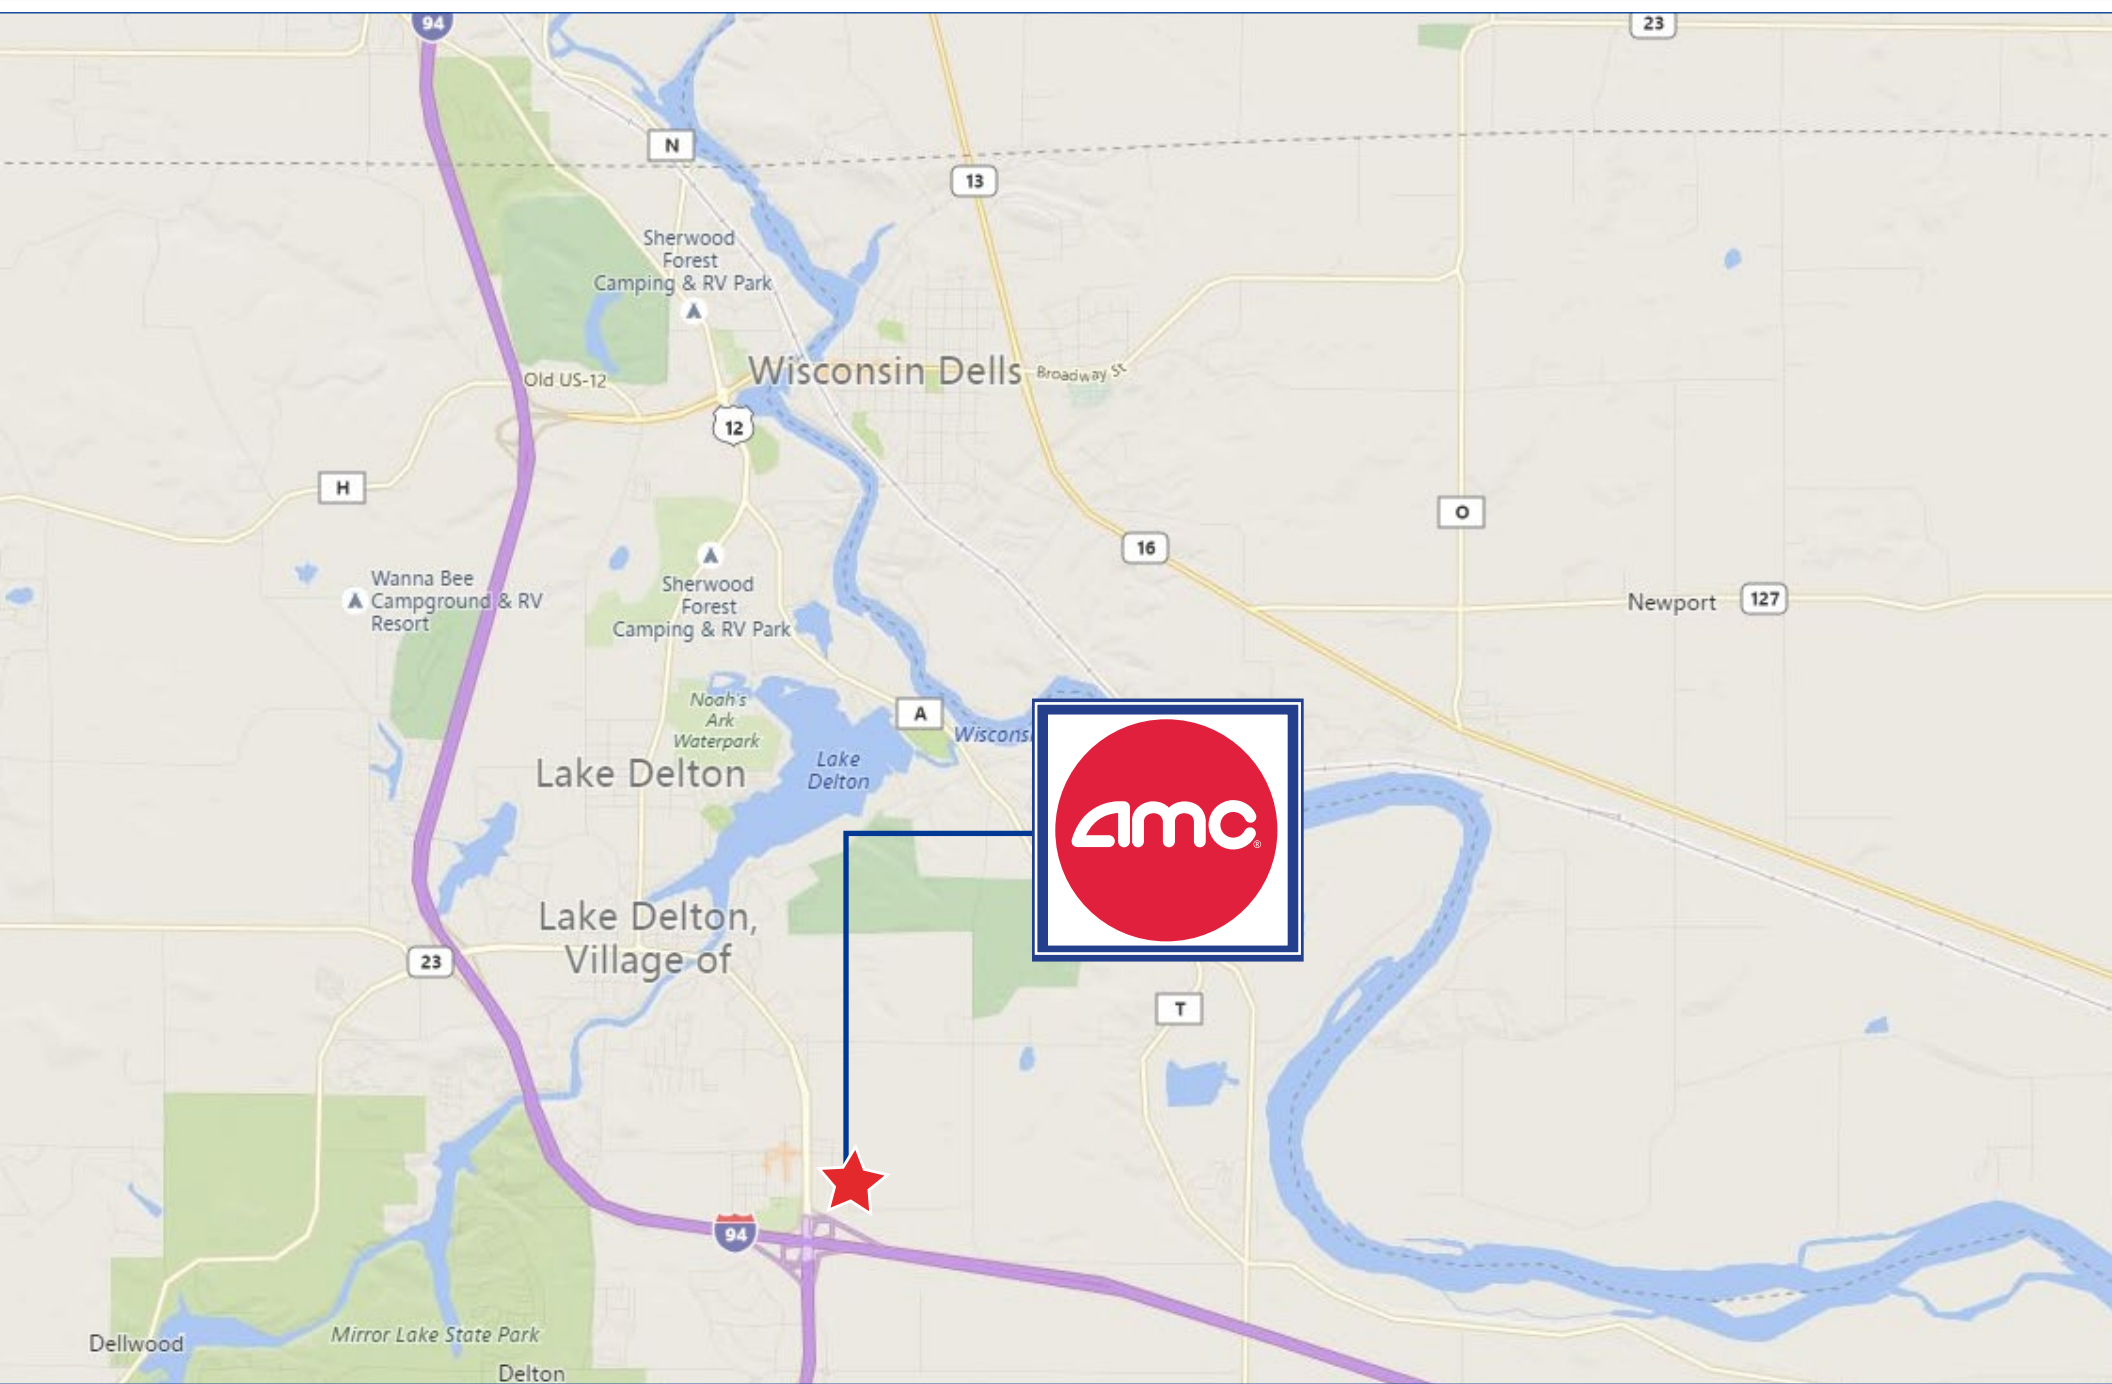 94
23
N
13
Sherwood
Forest
Camping & RV Park
Wisconsin Dells
Broadway St
Old US-12
12
H
O
16
Wanna Bee
Campground & RV
Resort
Sherwood
Forest
Camping & RV Park
Newport
127
Noah's
Ark
Waterpark
A
Wiscons
Lake Delton
Lake
Delton
amc
®
Lake Delton,
Village of
23
T
94
Dellwood
Mirror Lake State Park
Delton